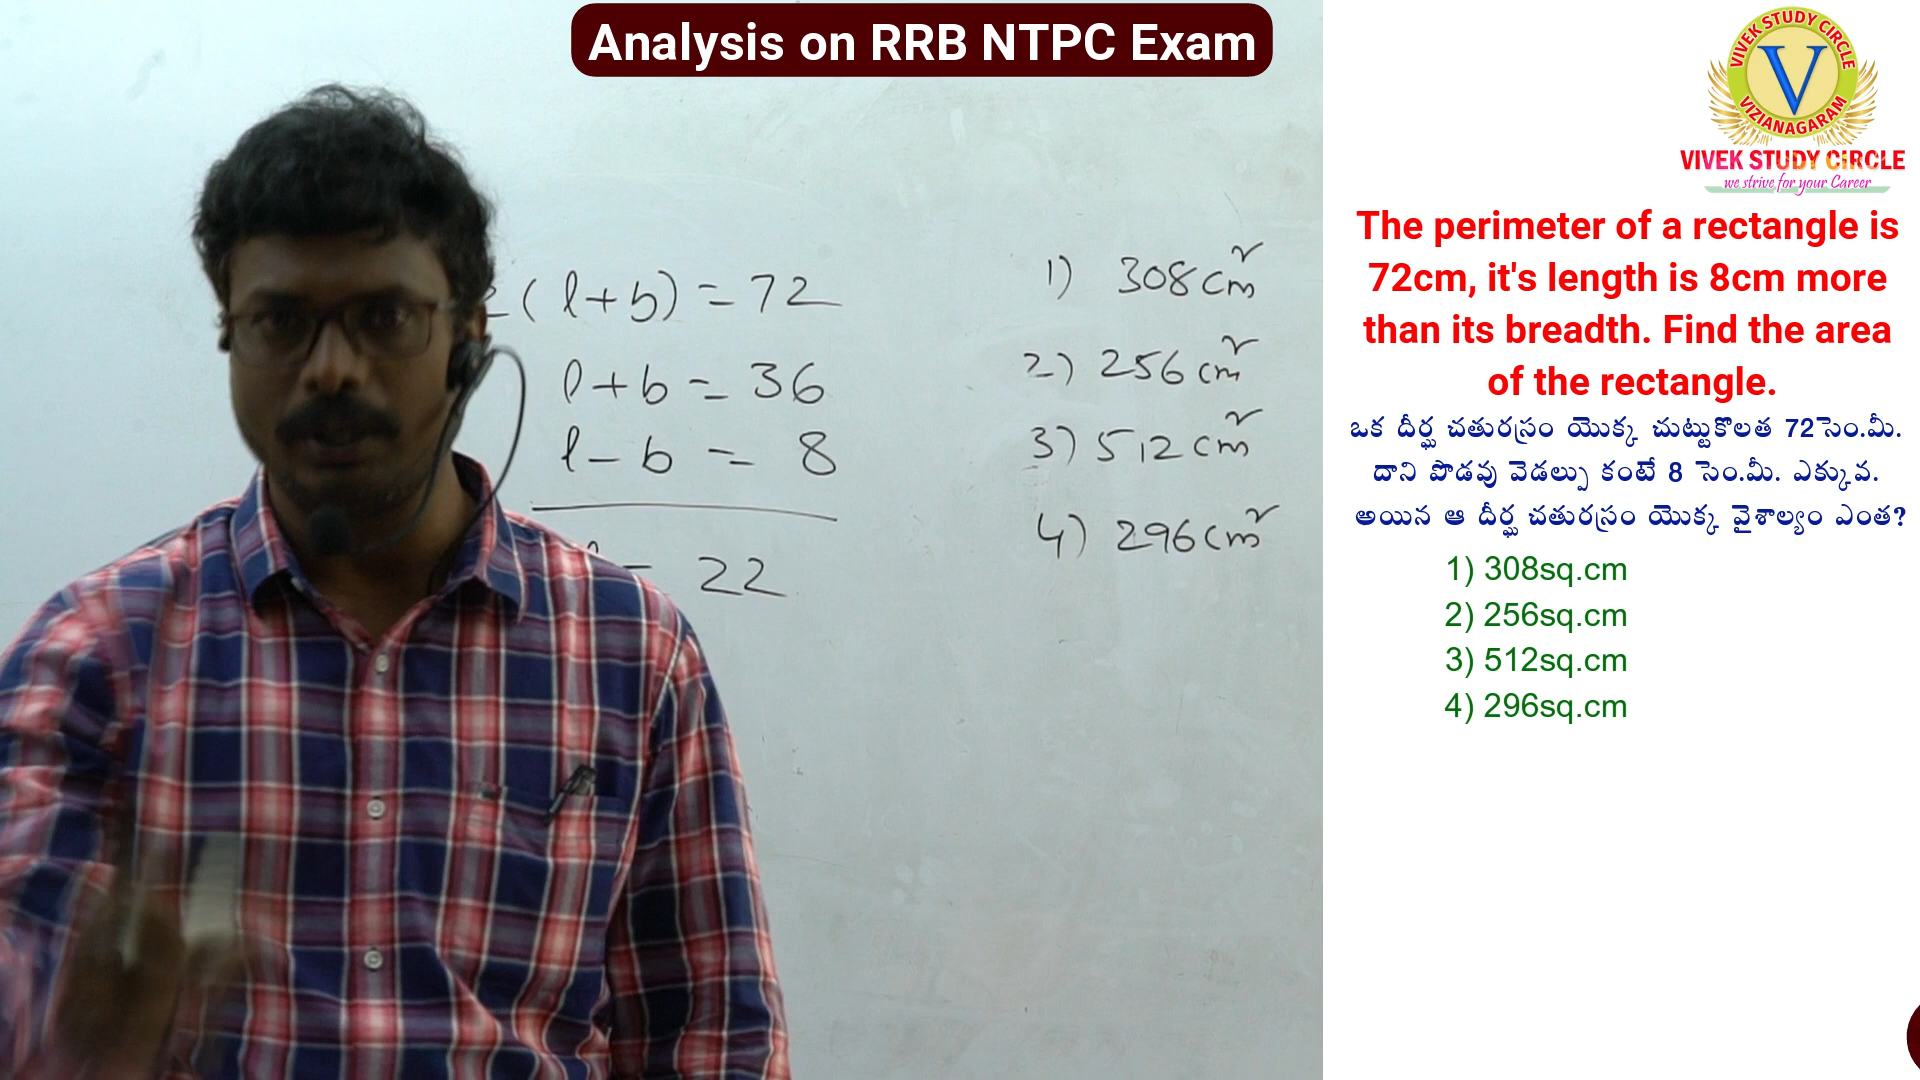 Analysis on RRB NTPC Exam
2(l+b) = 72
l+b = 36
l-b = 8
= 22
1) 308cm²
2) 256cm²
3) 512cm²
4) 296cm²
VIVEK STUDY CIRCLE
V
VIZIANAGARAM
VIVEK STUDY CIRCLE
we strive for your Career
The perimeter of a rectangle is
72cm, it's length is 8cm more
than its breadth. Find the area
of the rectangle.
ఒక దీర్ఘ చతురస్రం యొక్క చుట్టుకొలత 72సెం.మీ.
దాని పొడవు వెడల్పు కంటే 8 సెం.మీ. ఎక్కువ.
అయిన ఆ దీర్ఘ చతురస్రం యొక్క వైశాల్యం ఎంత?
1) 308sq.cm
2) 256sq.cm
3) 512sq.cm
4) 296sq.cm